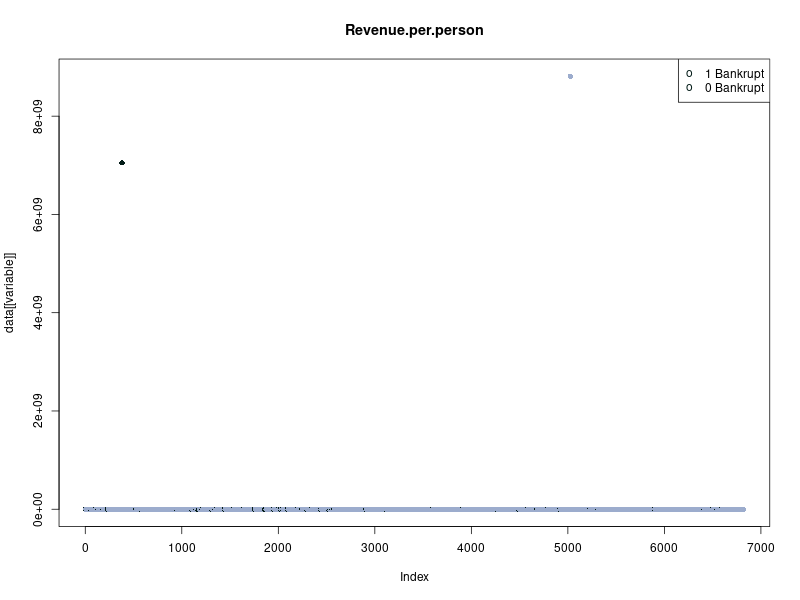 Revenue.per.person
o 1 Bankrupt
o 0 Bankrupt
data[[variable]]
8e+09
6e+09
4e+09
2e+09
0e+00
0 1000 2000 3000 4000 5000 6000 7000
Index